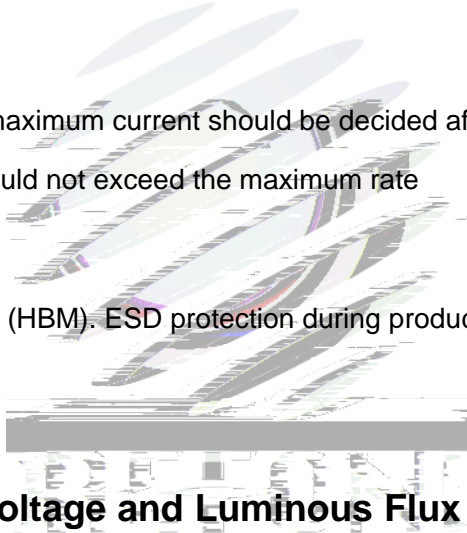 maximum current should be decided af
uld not exceed the maximum rate
(HBM). ESD protection during produc
oltage and Luminous Flux